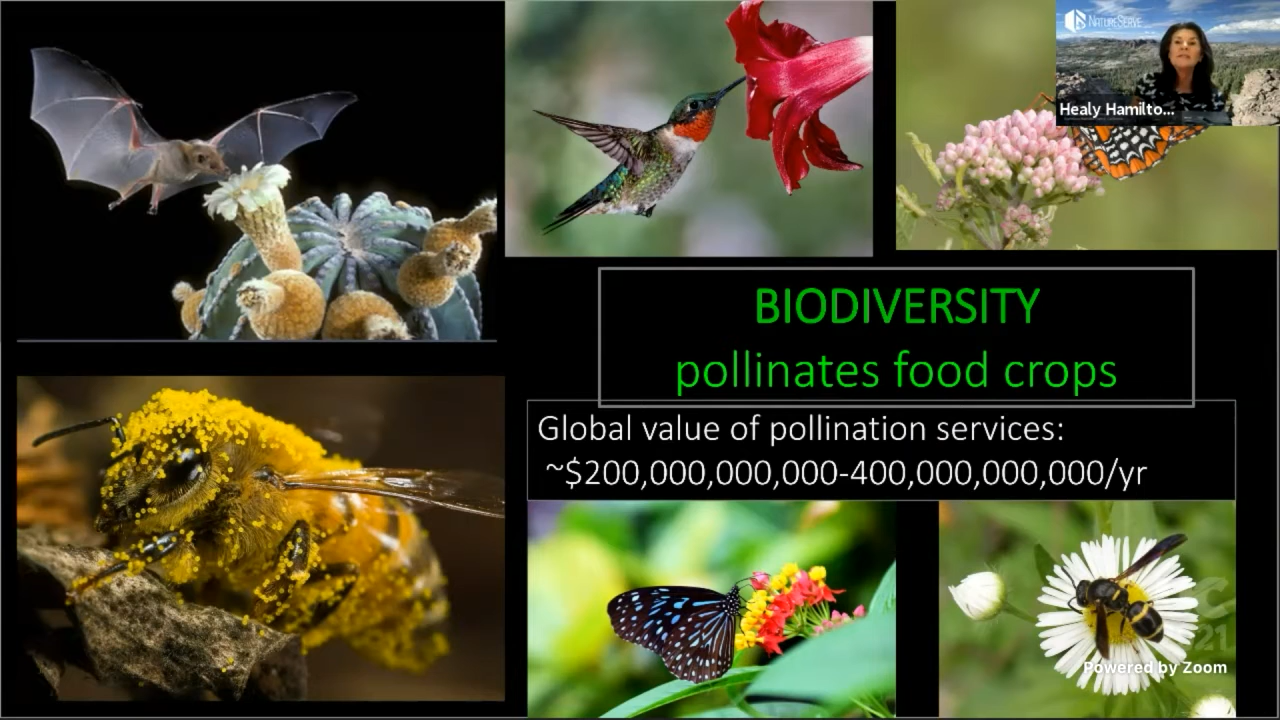 NATURESERVE
Healy Hamilto...
BIODIVERSITY
pollinates food crops
Global value of pollination services:
~$200,000,000,000-400,000,000,000/yr
21
Powered by Zoom